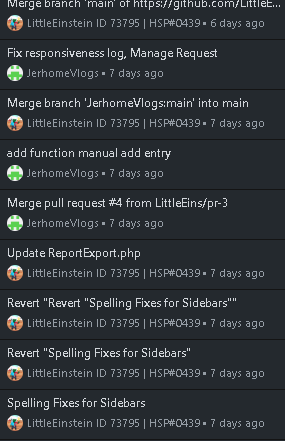 Merge branch 'main' of https://github.com/LittleE...
LittleEinstein ID 73795 | HSP#0439 • 6 days ago
Fix responsiveness log, Manage Request
JerhomeVlogs • 7 days ago
Merge branch 'JerhomeVlogs:main' into main
LittleEinstein ID 73795 | HSP#0439 • 7 days ago
add function manual add entry
JerhomeVlogs • 7 days ago
Merge pull request #4 from LittleEins/pr-3
JerhomeVlogs • 7 days ago
Update ReportExport.php
LittleEinstein ID 73795 | HSP#0439 • 7 days ago
Revert "Revert "Spelling Fixes for Sidebars""
LittleEinstein ID 73795 | HSP#0439 • 7 days ago
Revert "Spelling Fixes for Sidebars"
LittleEinstein ID 73795 | HSP#0439 • 7 days ago
Spelling Fixes for Sidebars
LittleEinstein ID 73795 | HSP#0439 • 7 days ago